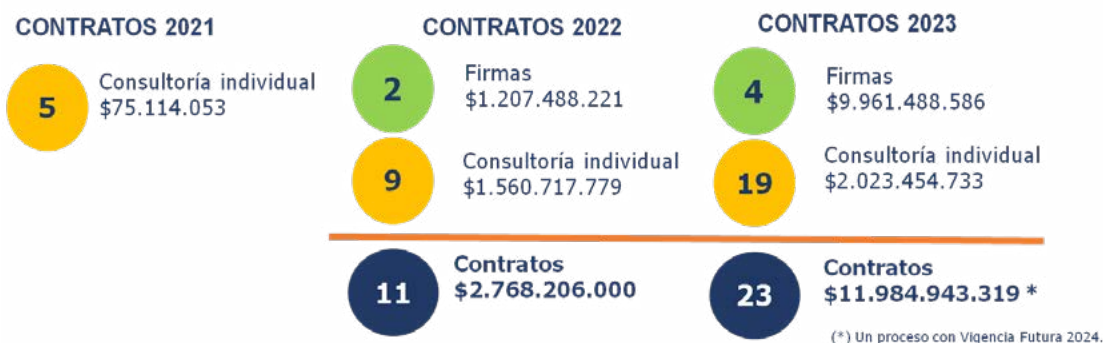 CONTRATOS 2021
5
Consultoría individual
$75.114.053
CONTRATOS 2022
2
Firmas
$1.207.488.221
9
Consultoría individual
$1.560.717.779
11
Contratos
$2.768.206.000
CONTRATOS 2023
4
Firmas
$9.961.488.586
19
Consultoría individual
$2.023.454.733
23
Contratos
$11.984.943.319 *
(*) Un proceso con Vigencia Futura 2024.